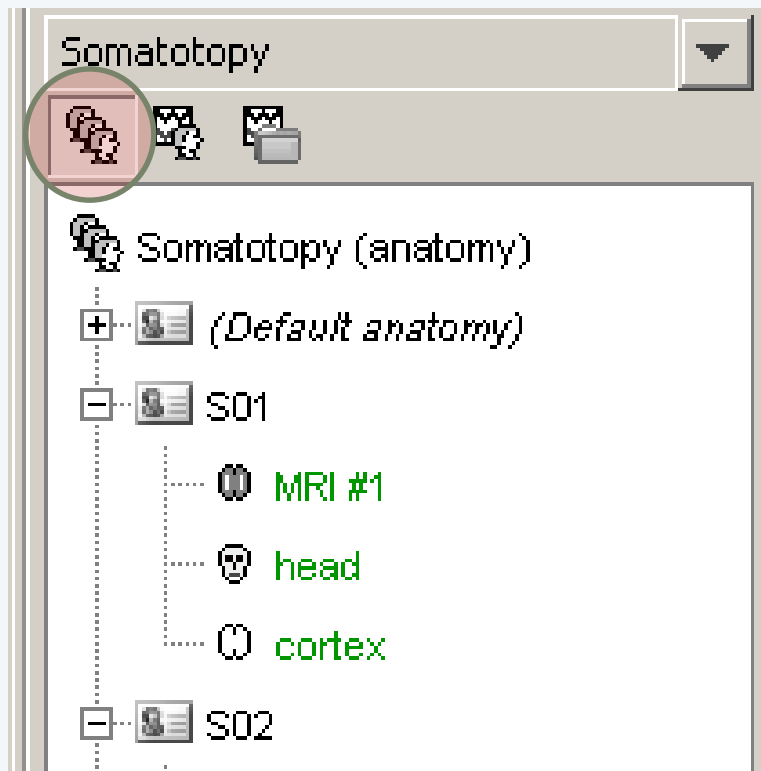 Somatotopy
Somatotopy (anatomy)
(Default anatomy)
S01
MRI #1
head
cortex
S02